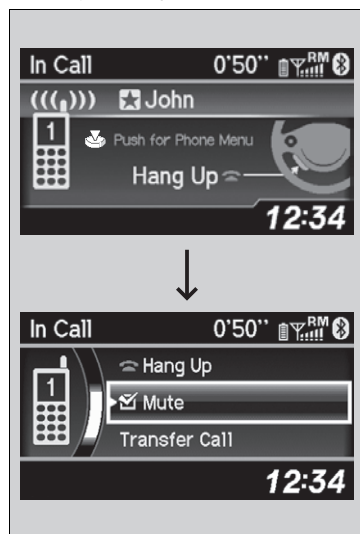 In Call 0'50'' RM
John
1
Push for Phone Menu
Hang Up
12:34
In Call 0'50'' RM
Hang Up
1
Mute
Transfer Call
12:34